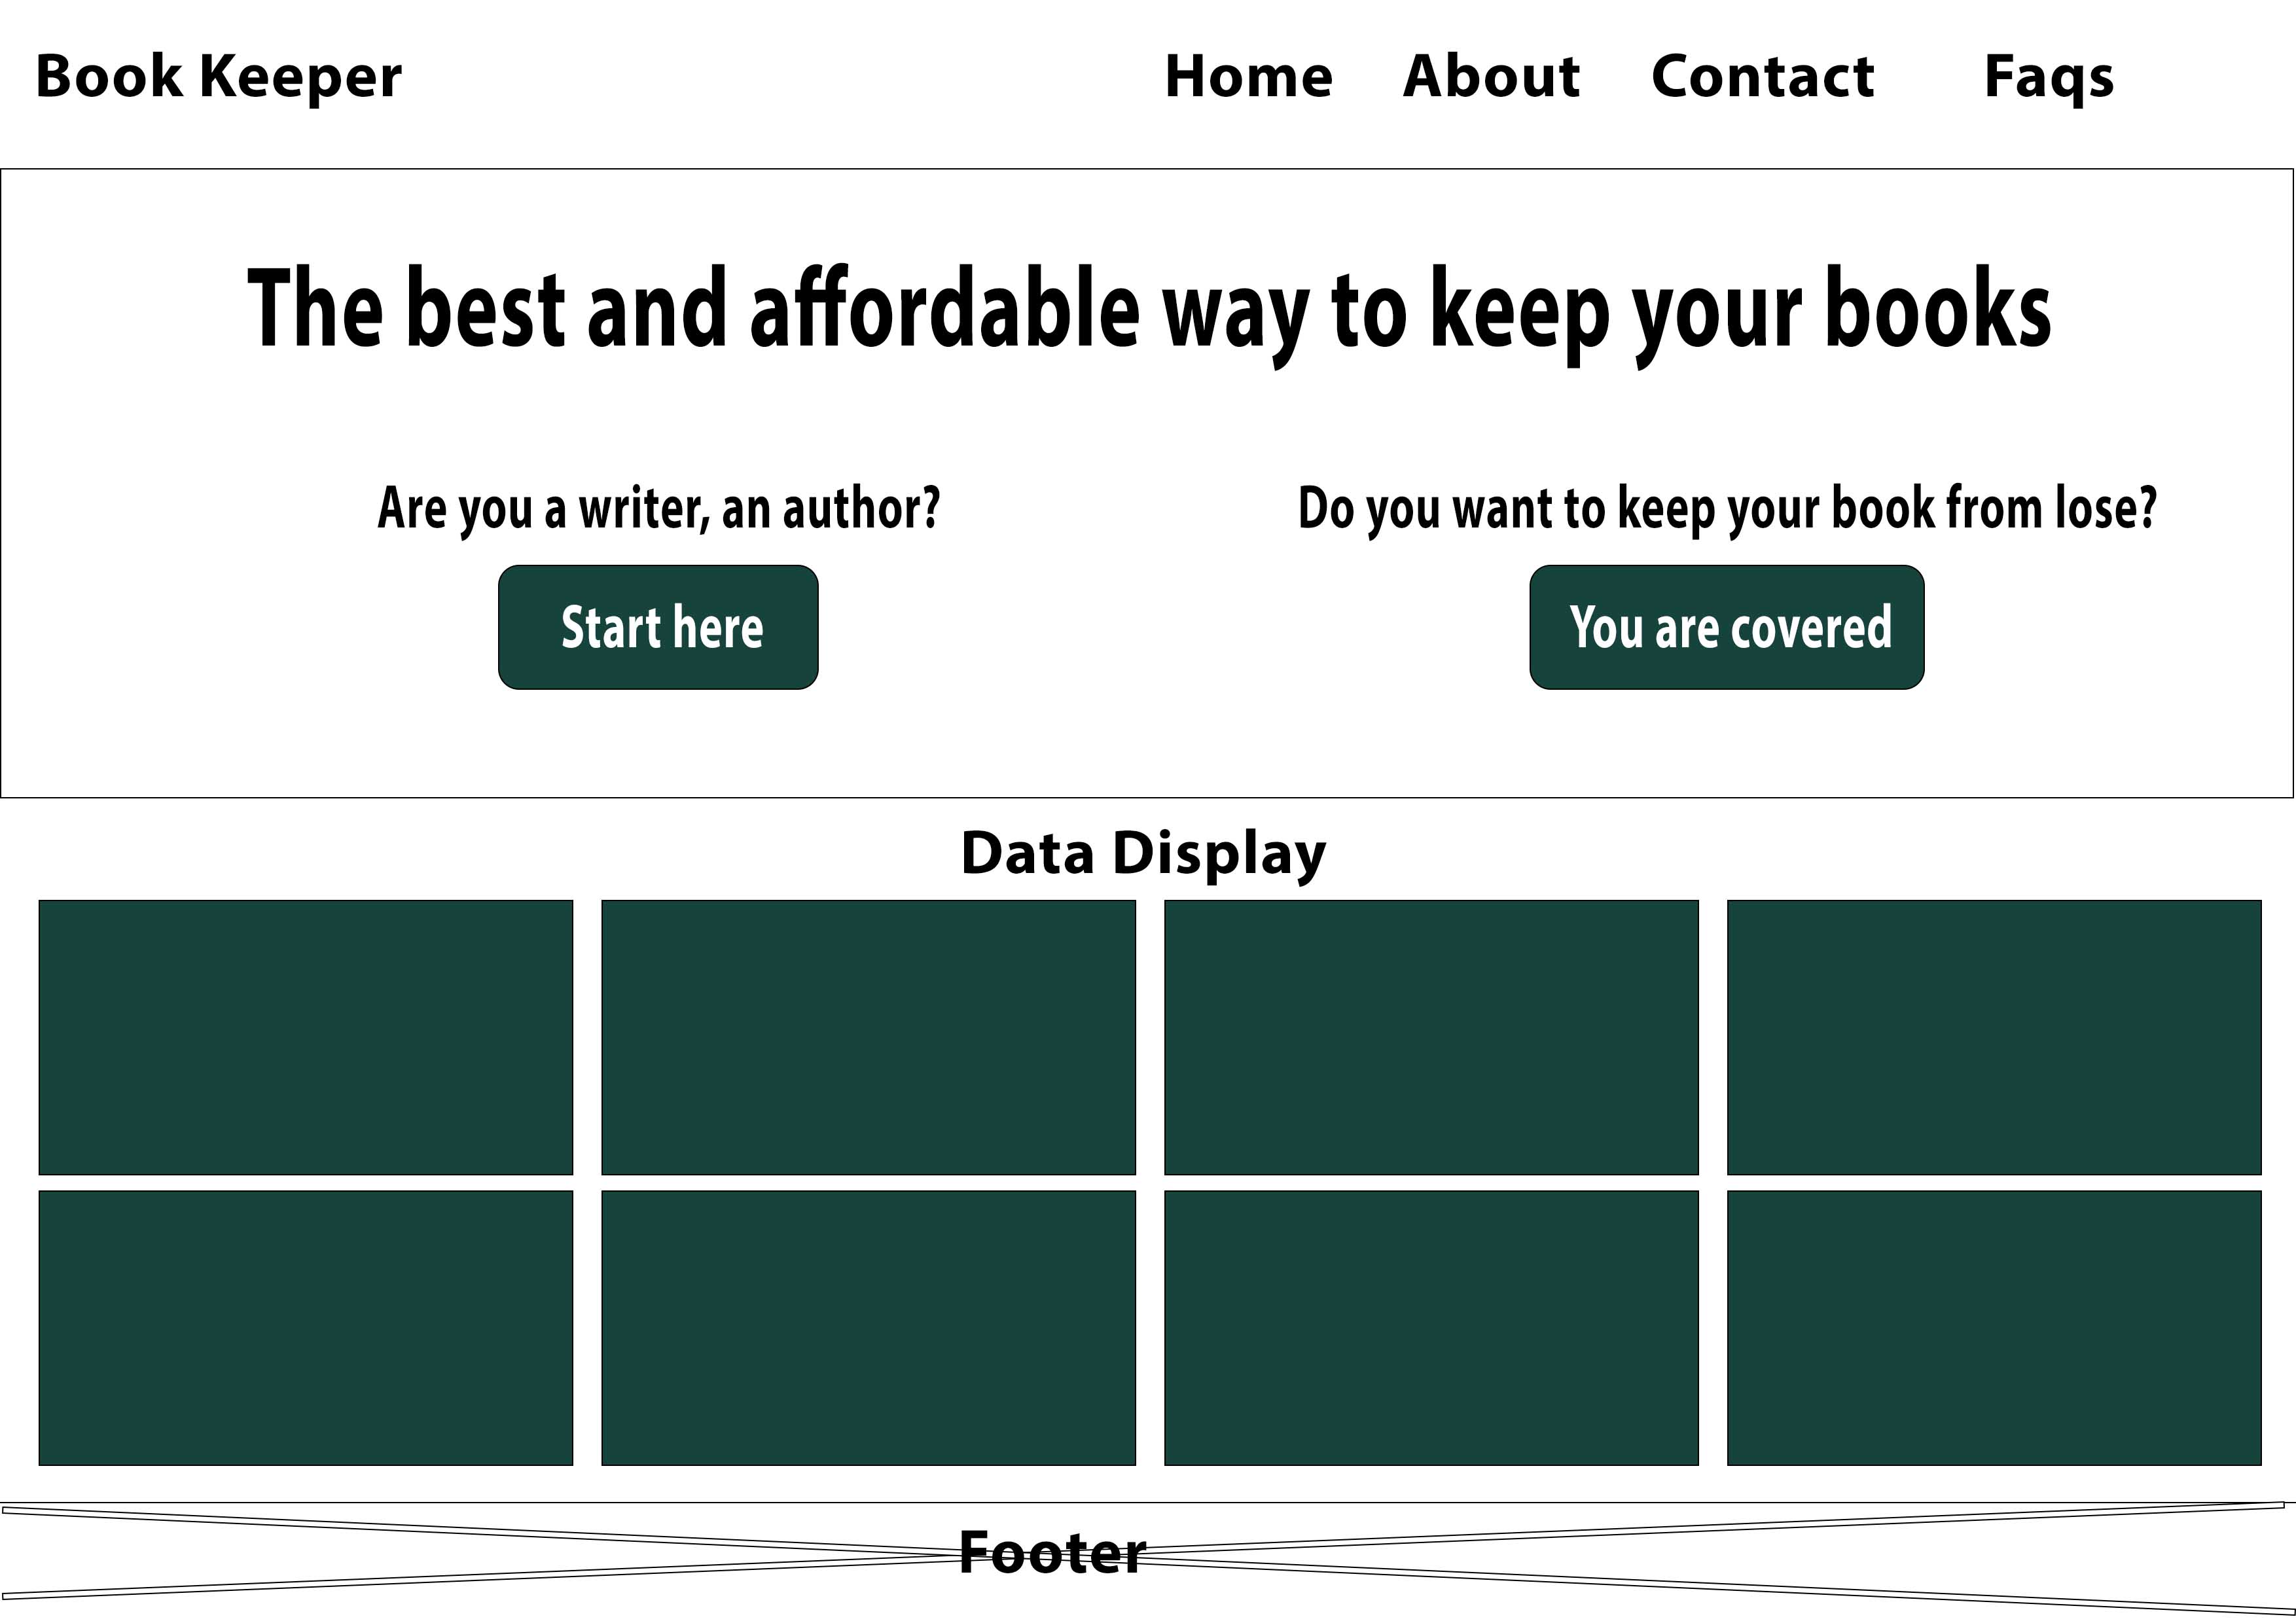 Book Keeper Home About Contact Faqs
The best and affordable way to keep your books
Are you a writer, an author?
Start here
Do you want to keep your book from lose?
You are covered
Data Display
Footer